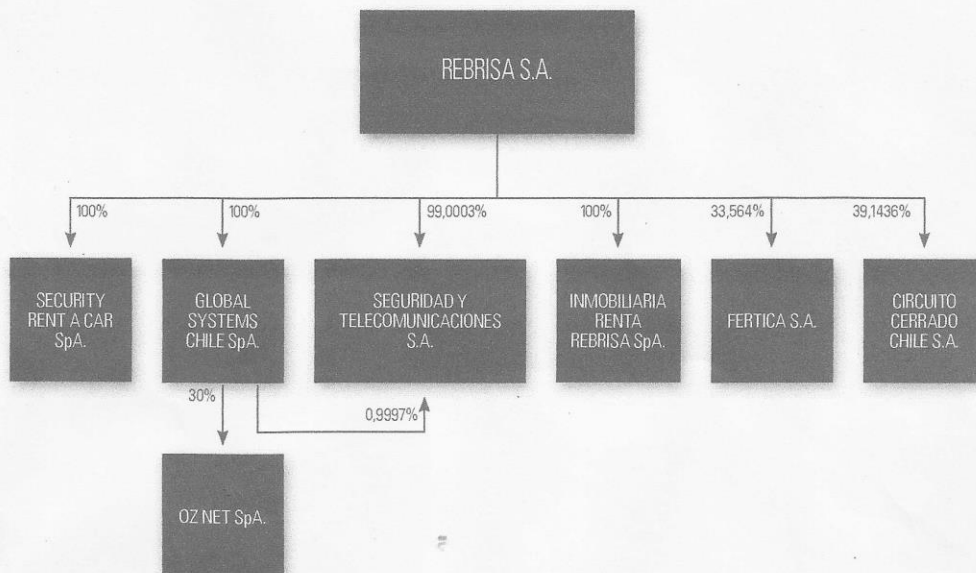 REBRISA S.A.
100%
100%
99,0003%
100%
33,564%
39,1436%
SECURITY
RENT A CAR
SpA.
GLOBAL
SYSTEMS
CHILE SpA.
SEGURIDAD Y
TELECOMUNICACIONES
S.A.
INMOBILIARIA
RENTA
REBRISA SpA.
FERTICA S.A.
CIRCUITO
CERRADO
CHILE S.A.
30%
0,9997%
OZ NET SpA.